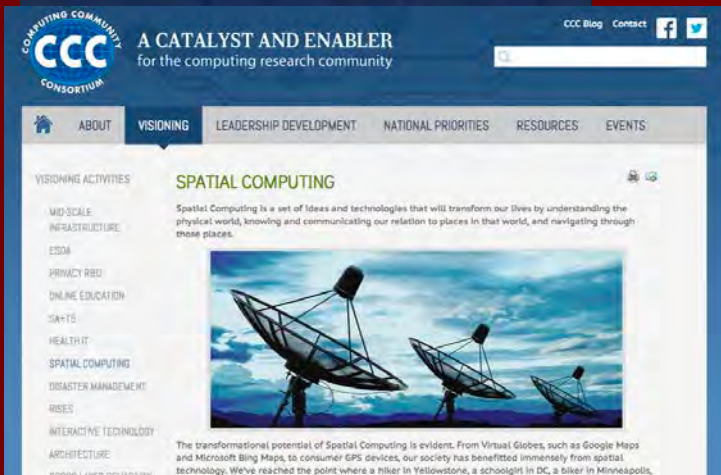 COMPUTING COMMUNITY
CCC
CONSORTIUM
A CATALYST AND ENABLER
for the computing research community
CCC Blog Contact
ABOUT VISIONING LEADERSHIP DEVELOPMENT NATIONAL PRIORITIES RESOURCES EVENTS
VISIONING ACTIVITIES
MID-SCALE
INFRASTRUCTURE
ESDA
PRIVACY R&D
ONLINE EDUCATION
SA+TS
HEALTH IT
SPATIAL COMPUTING
DISASTER MANAGEMENT
RISES
INTERACTIVE TECHNOLOGY
ARCHITECTURE
SPATIAL COMPUTING
Spatial Computing is a set of ideas and technologies that will transform our lives by understanding the
physical world, knowing and communicating our relation to places in that world, and navigating through
those places.
The transformational potential of Spatial Computing is evident. From Virtual Globes, such as Google Maps
and Microsoft Bing Maps, to consumer GPS devices, our society has benefitted immensely from spatial
technology. We've reached the point where a hiker in Yellowstone, a schoolgirl in DC, a biker in Minneapolis,